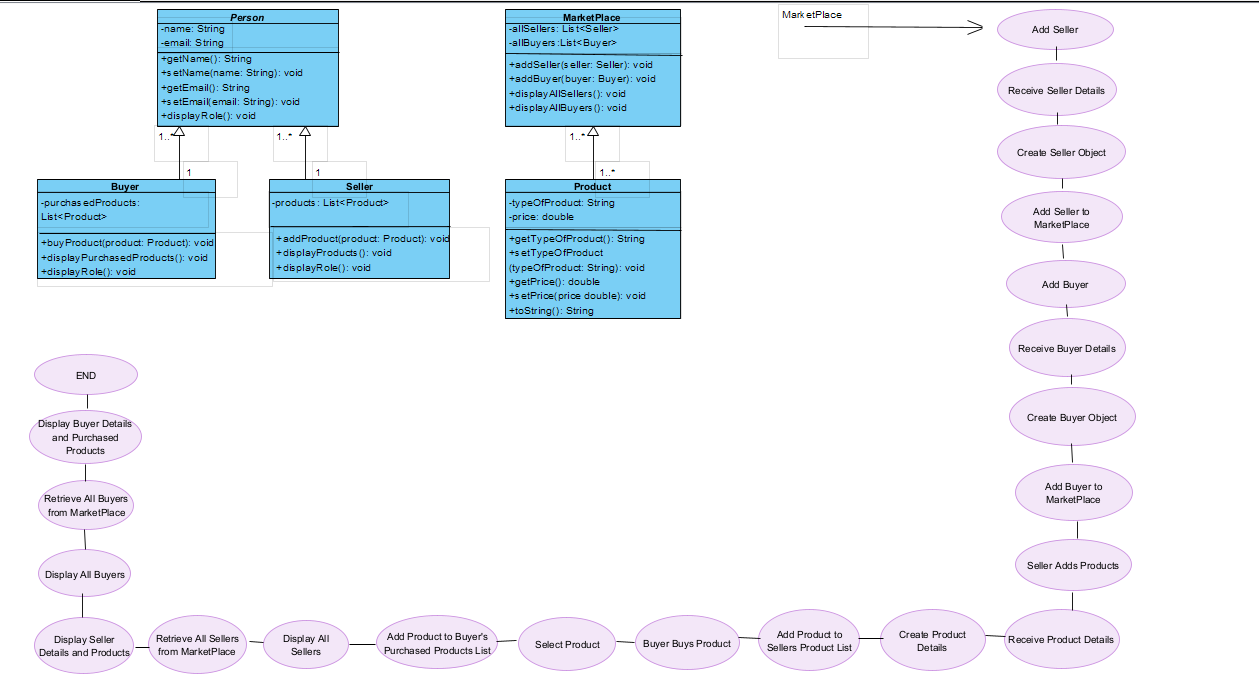 Person
-name: String
-email: String
+getName(): String
+setName(name: String): void
+getEmail(): String
+setEmail(email: String): void
+displayRole(): void
1..*
1..*
1
1
Buyer
-purchasedProducts:
List<Product>
+buyProduct(product: Product): void
+displayPurchasedProducts(): void
+displayRole(): void
Seller
-products: List<Product>
+addProduct(product: Product): void
+displayProducts(): void
+displayRole(): void
MarketPlace
-allSellers: List<Seller>
-allBuyers:List<Buyer>
+addSeller(seller: Seller): void
+addBuyer(buyer: Buyer): void
+displayAllSellers(): void
+displayAllBuyers(): void
1..*
1..*
Product
-typeOfProduct: String
-price: double
+getTypeOfProduct(): String
+setTypeOfProduct
(typeOfProduct: String): void
+getPrice(): double
+setPrice(price double): void
+toString(): String
MarketPlace
Add Seller
Receive Seller Details
Create Seller Object
Add Seller to
MarketPlace
Add Buyer
Receive Buyer Details
Create Buyer Object
Add Buyer to
MarketPlace
Seller Adds Products
Receive Product Details
Create Product
Details
Add Product to
Sellers Product List
Buyer Buys Product
Select Product
Add Product to Buyer's
Purchased Products List
Display All
Sellers
Retrieve All Sellers
from MarketPlace
Display Seller
Details and Products
Display All Buyers
Retrieve All Buyers
from MarketPlace
Display Buyer Details
and Purchased
Products
END